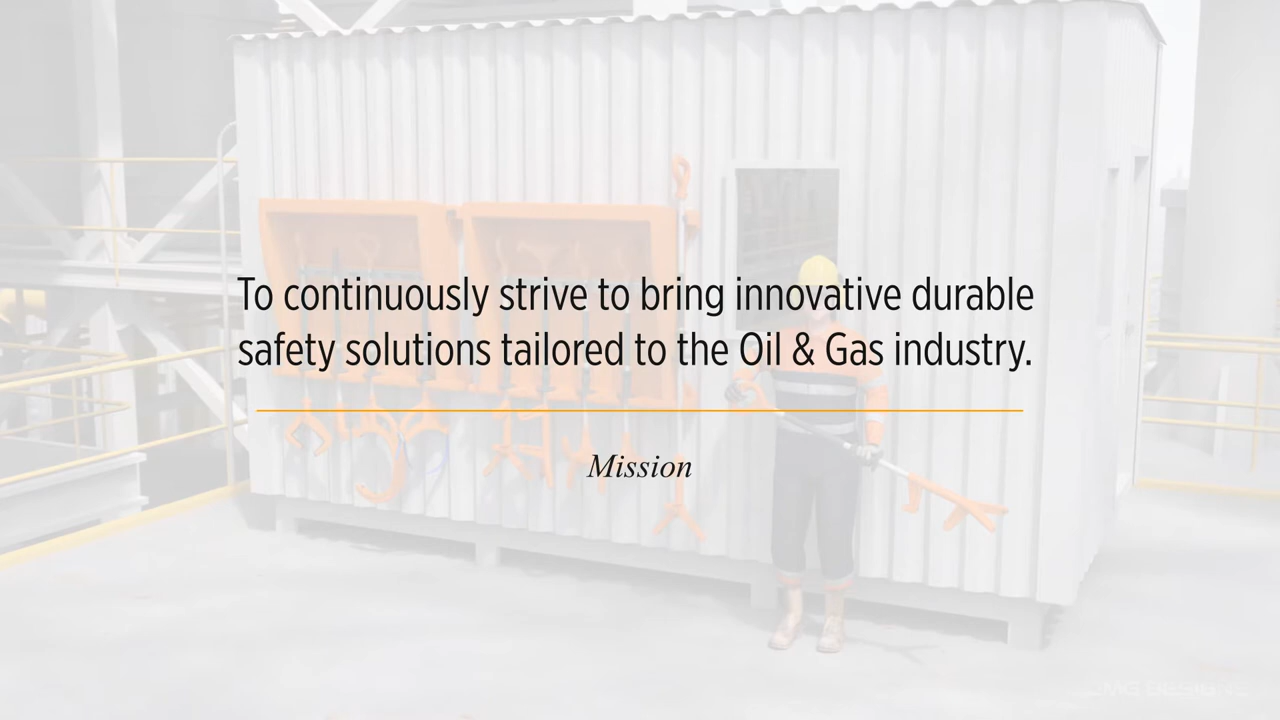 To continuously strive to bring innovative durable
safety solutions tailored to the Oil & Gas industry.
Mission